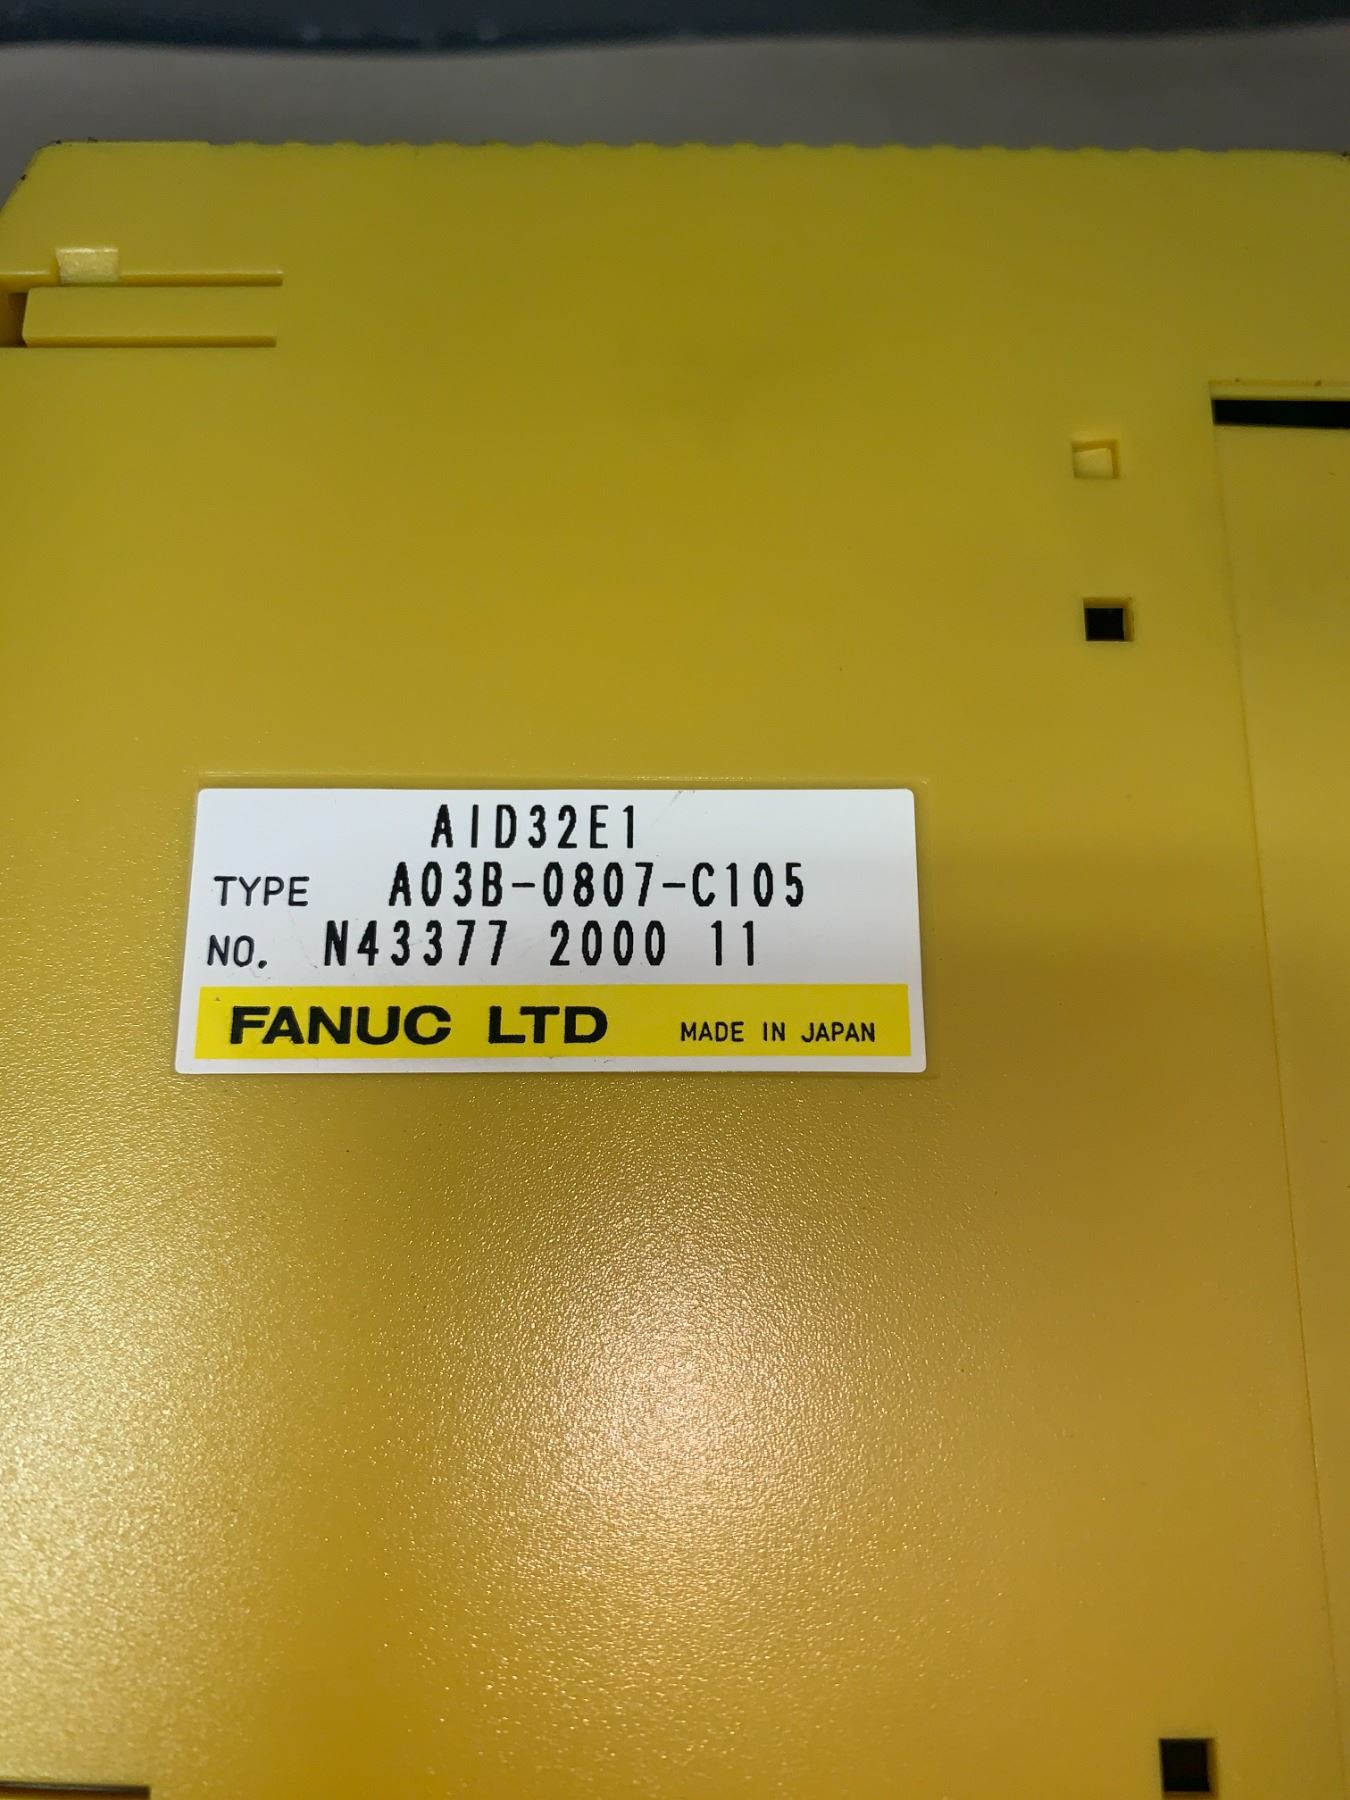 AID32E1
TYPE A03B-0807-C105
NO. N43377 2000 11
FANUC LTD MADE IN JAPAN